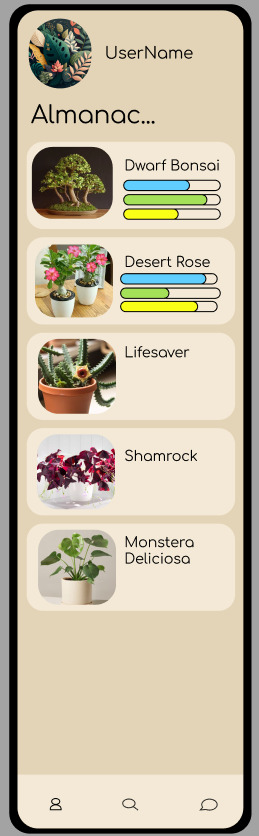 UserName
Almanac...
Dwarf Bonsai
Desert Rose
Lifesaver
Shamrock
Monstera
Deliciosa